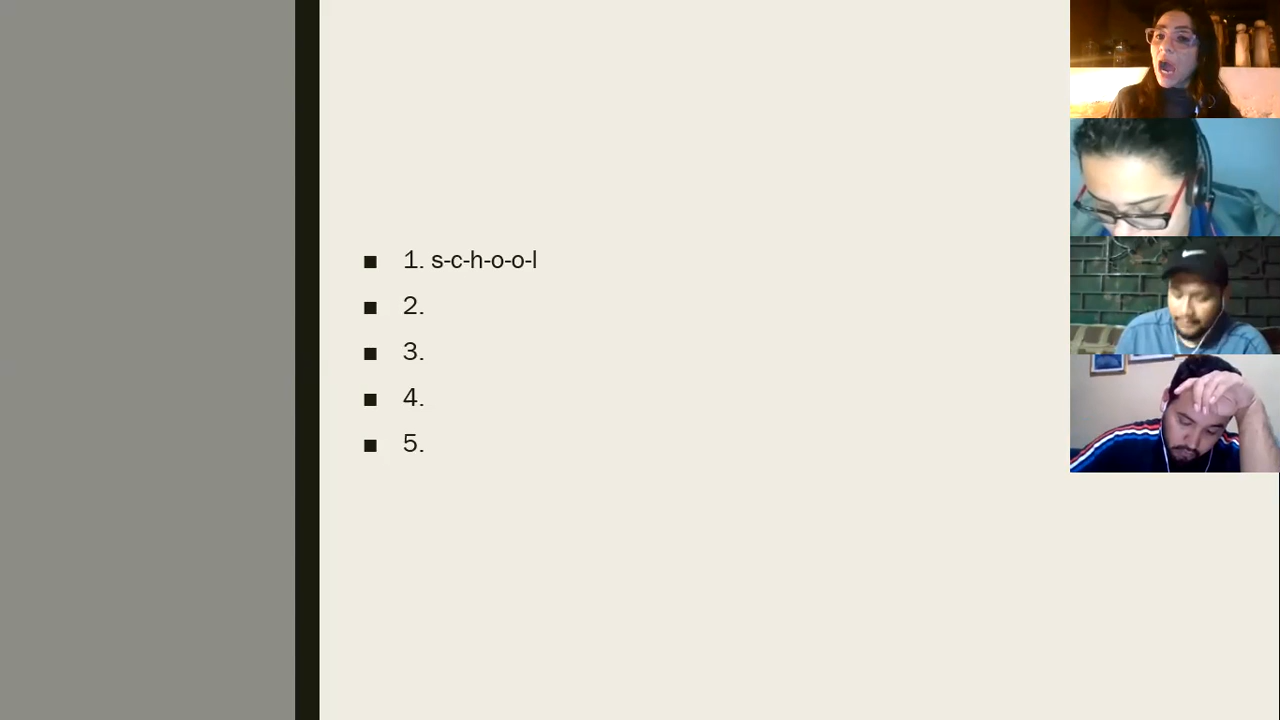 ■ 1. s-c-h-o-o-l
■ 2.
■ 3.
■ 4.
■ 5.